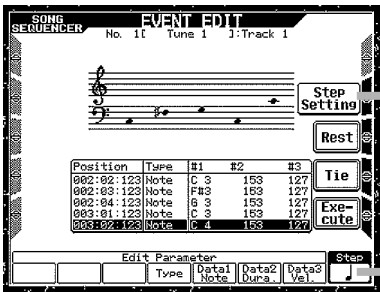 SONG
SEQUENCER
EVENT EDIT
No. 1[ Tune 1 ]:Track 1
Step
Setting
Rest
Tie
Exe-
cute
Position Type #1 #2 #3
002:02:123 Note C 3 153 127
002:03:123 Note F#3 153 127
002:04:123 Note G 3 153 127
003:01:123 Note C 3 153 127
003:02:123 Note C 4 153 127
Edit Parameter
Step
Type
Data1
Note
Data2
Dura.
Data3
Vel.